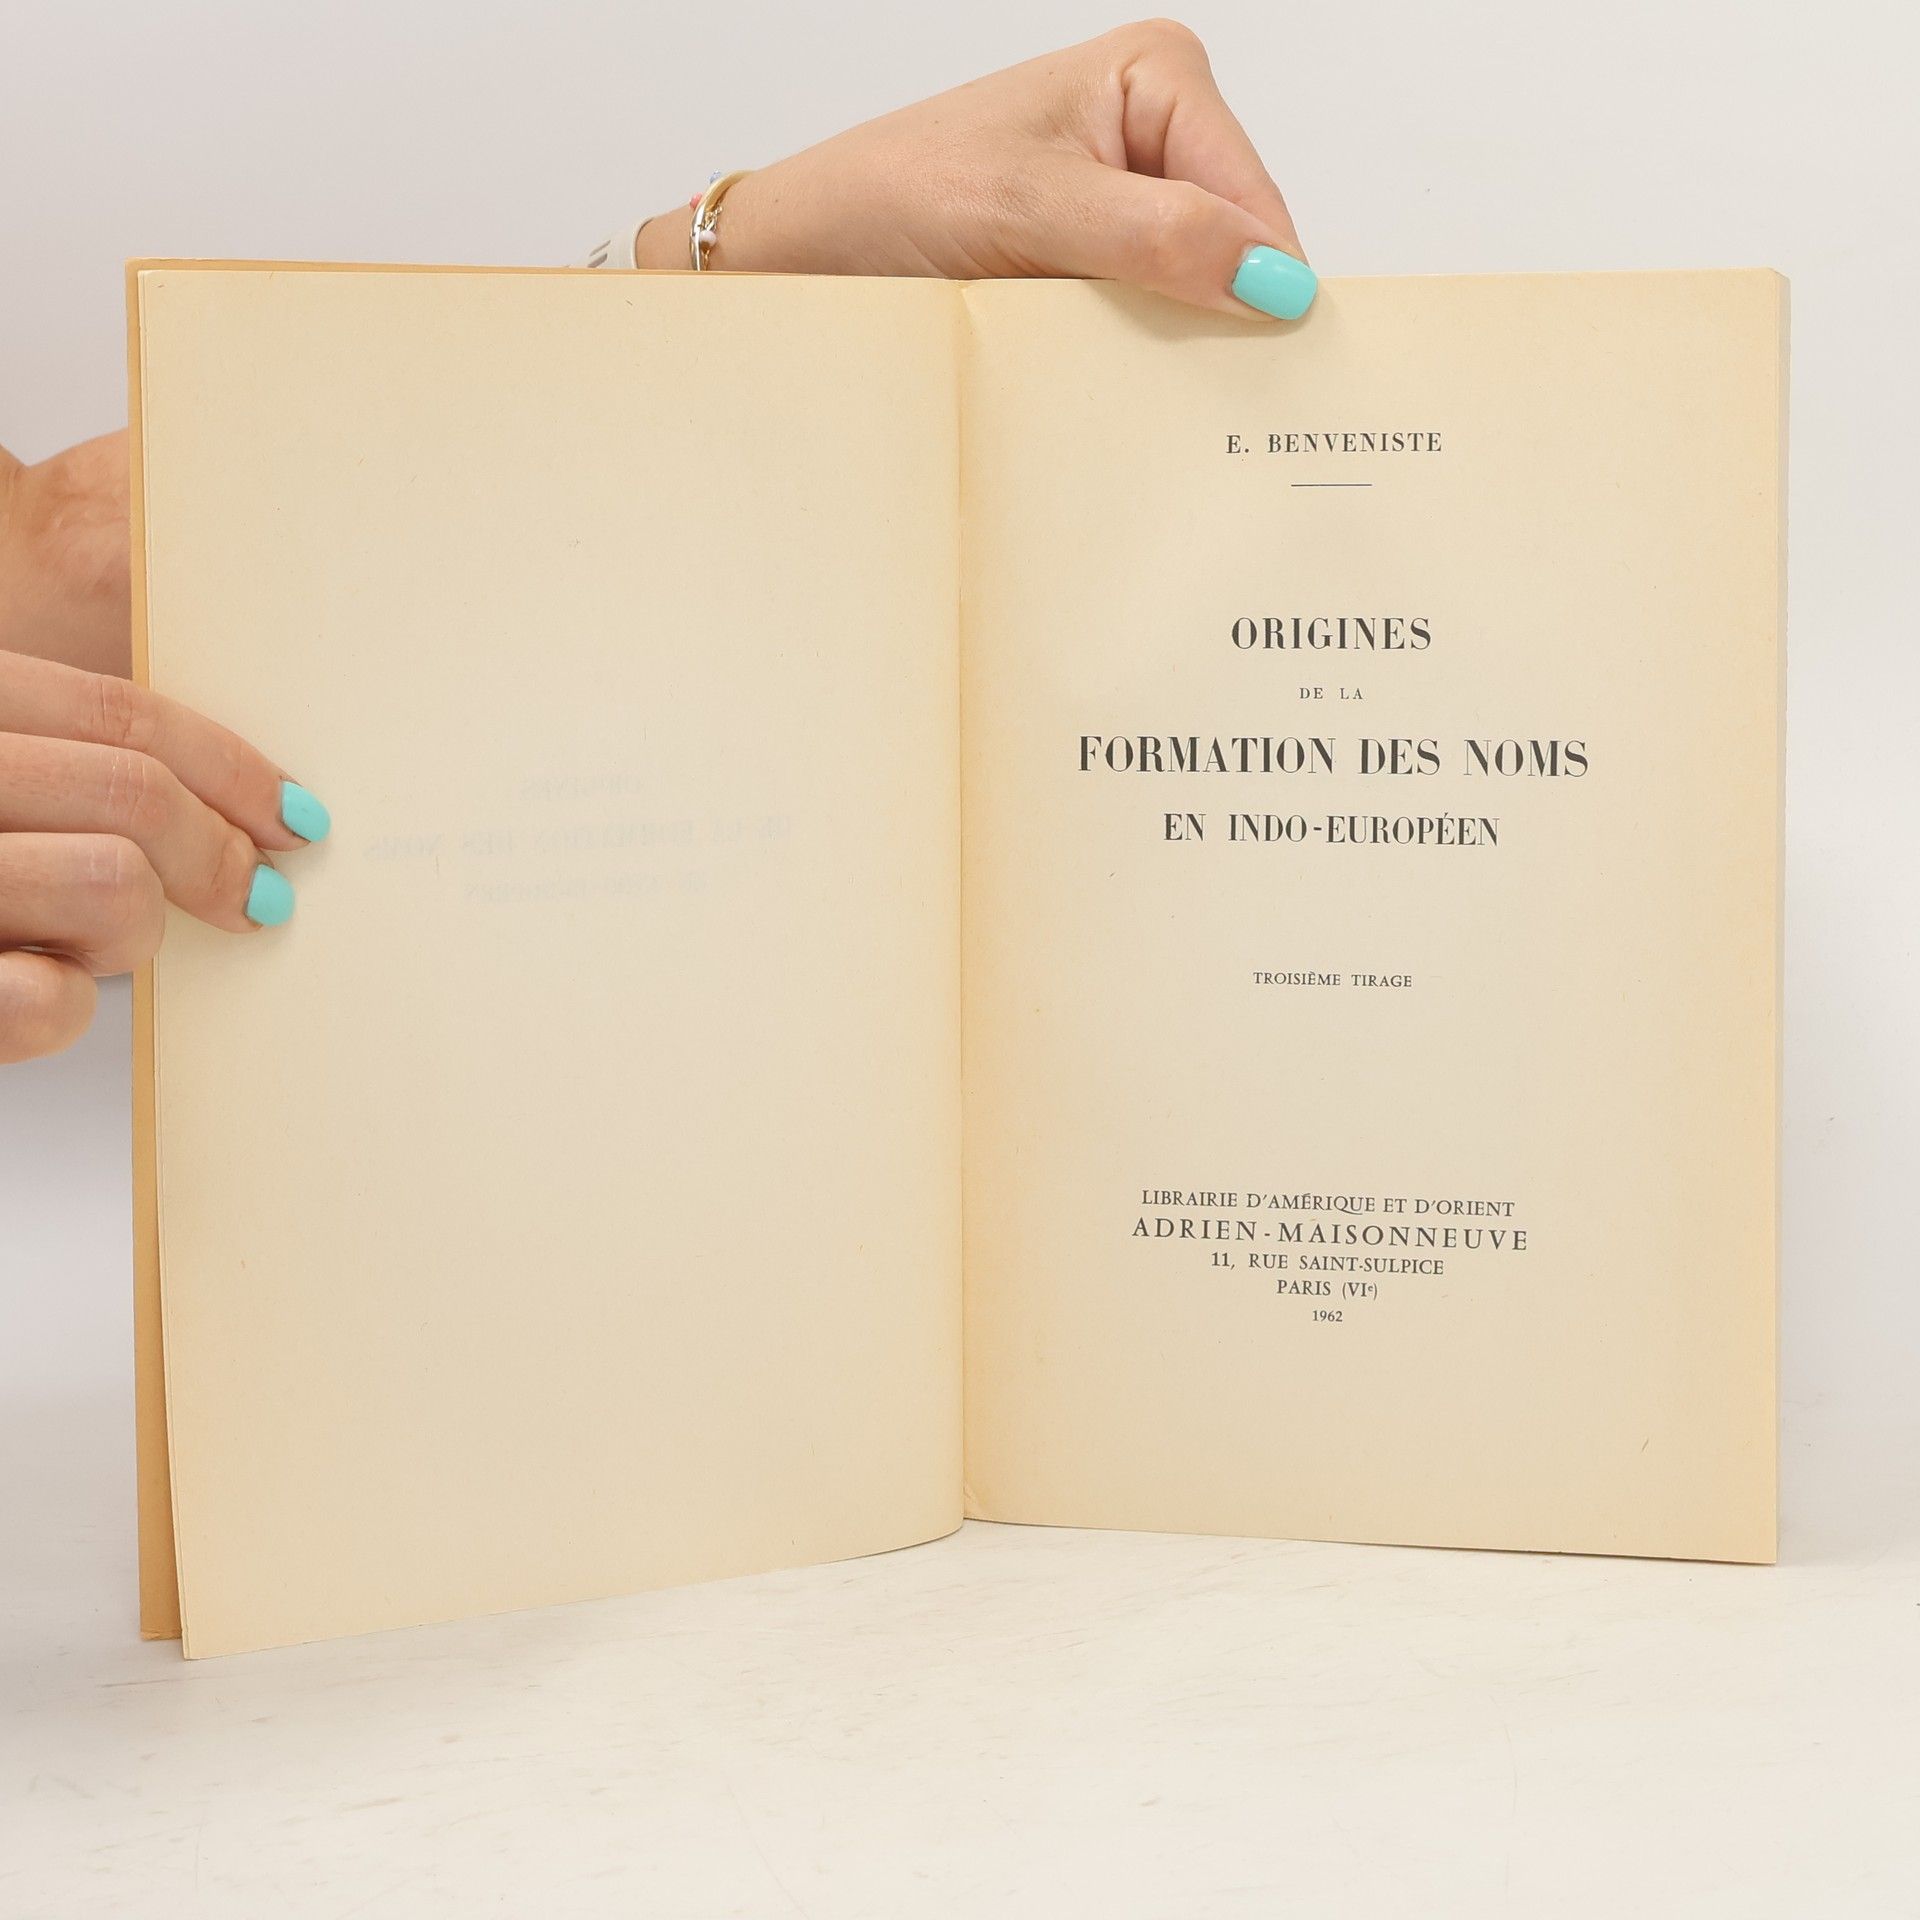 E. BENVENISTE
ORIGINES
DE LA
FORMATION DES NOMS
EN INDO-EUROPÉEN
TROISIÈME TIRAGE
LIBRAIRIE D'AMÉRIQUE ET D'ORIENT
ADRIEN-MAISONNEUVE
11, RUE SAINT-SULPICE
PARIS (VIe)
1962